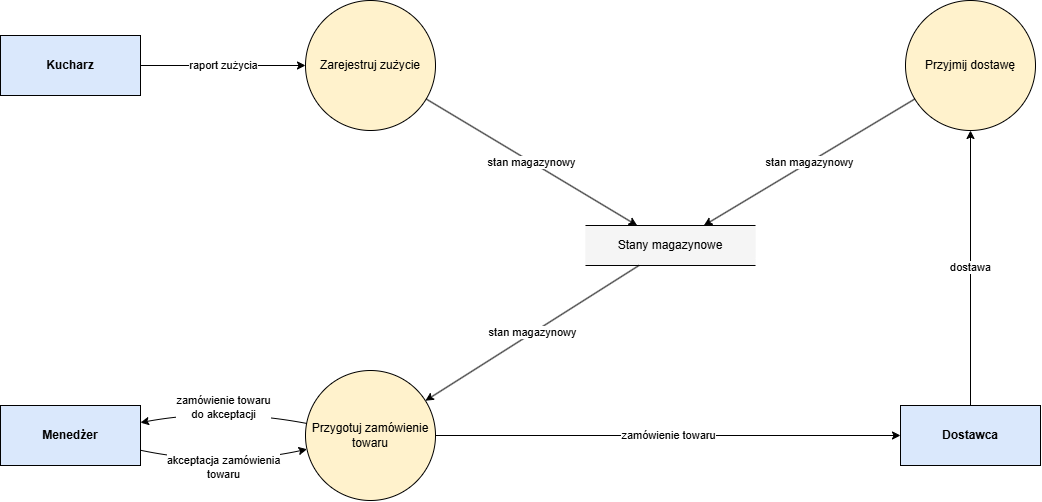 Kucharz
raport zużycia
Zarejestruj zużycie
Przyjmij dostawę
stan magazynowy
stan magazynowy
Stany magazynowe
dostawa
stan magazynowy
zamówienie towaru
do akceptacji
Menedżer
Przygotuj zamówienie
towaru
zamówienie towaru
Dostawca
akceptacja zamówienia
towaru